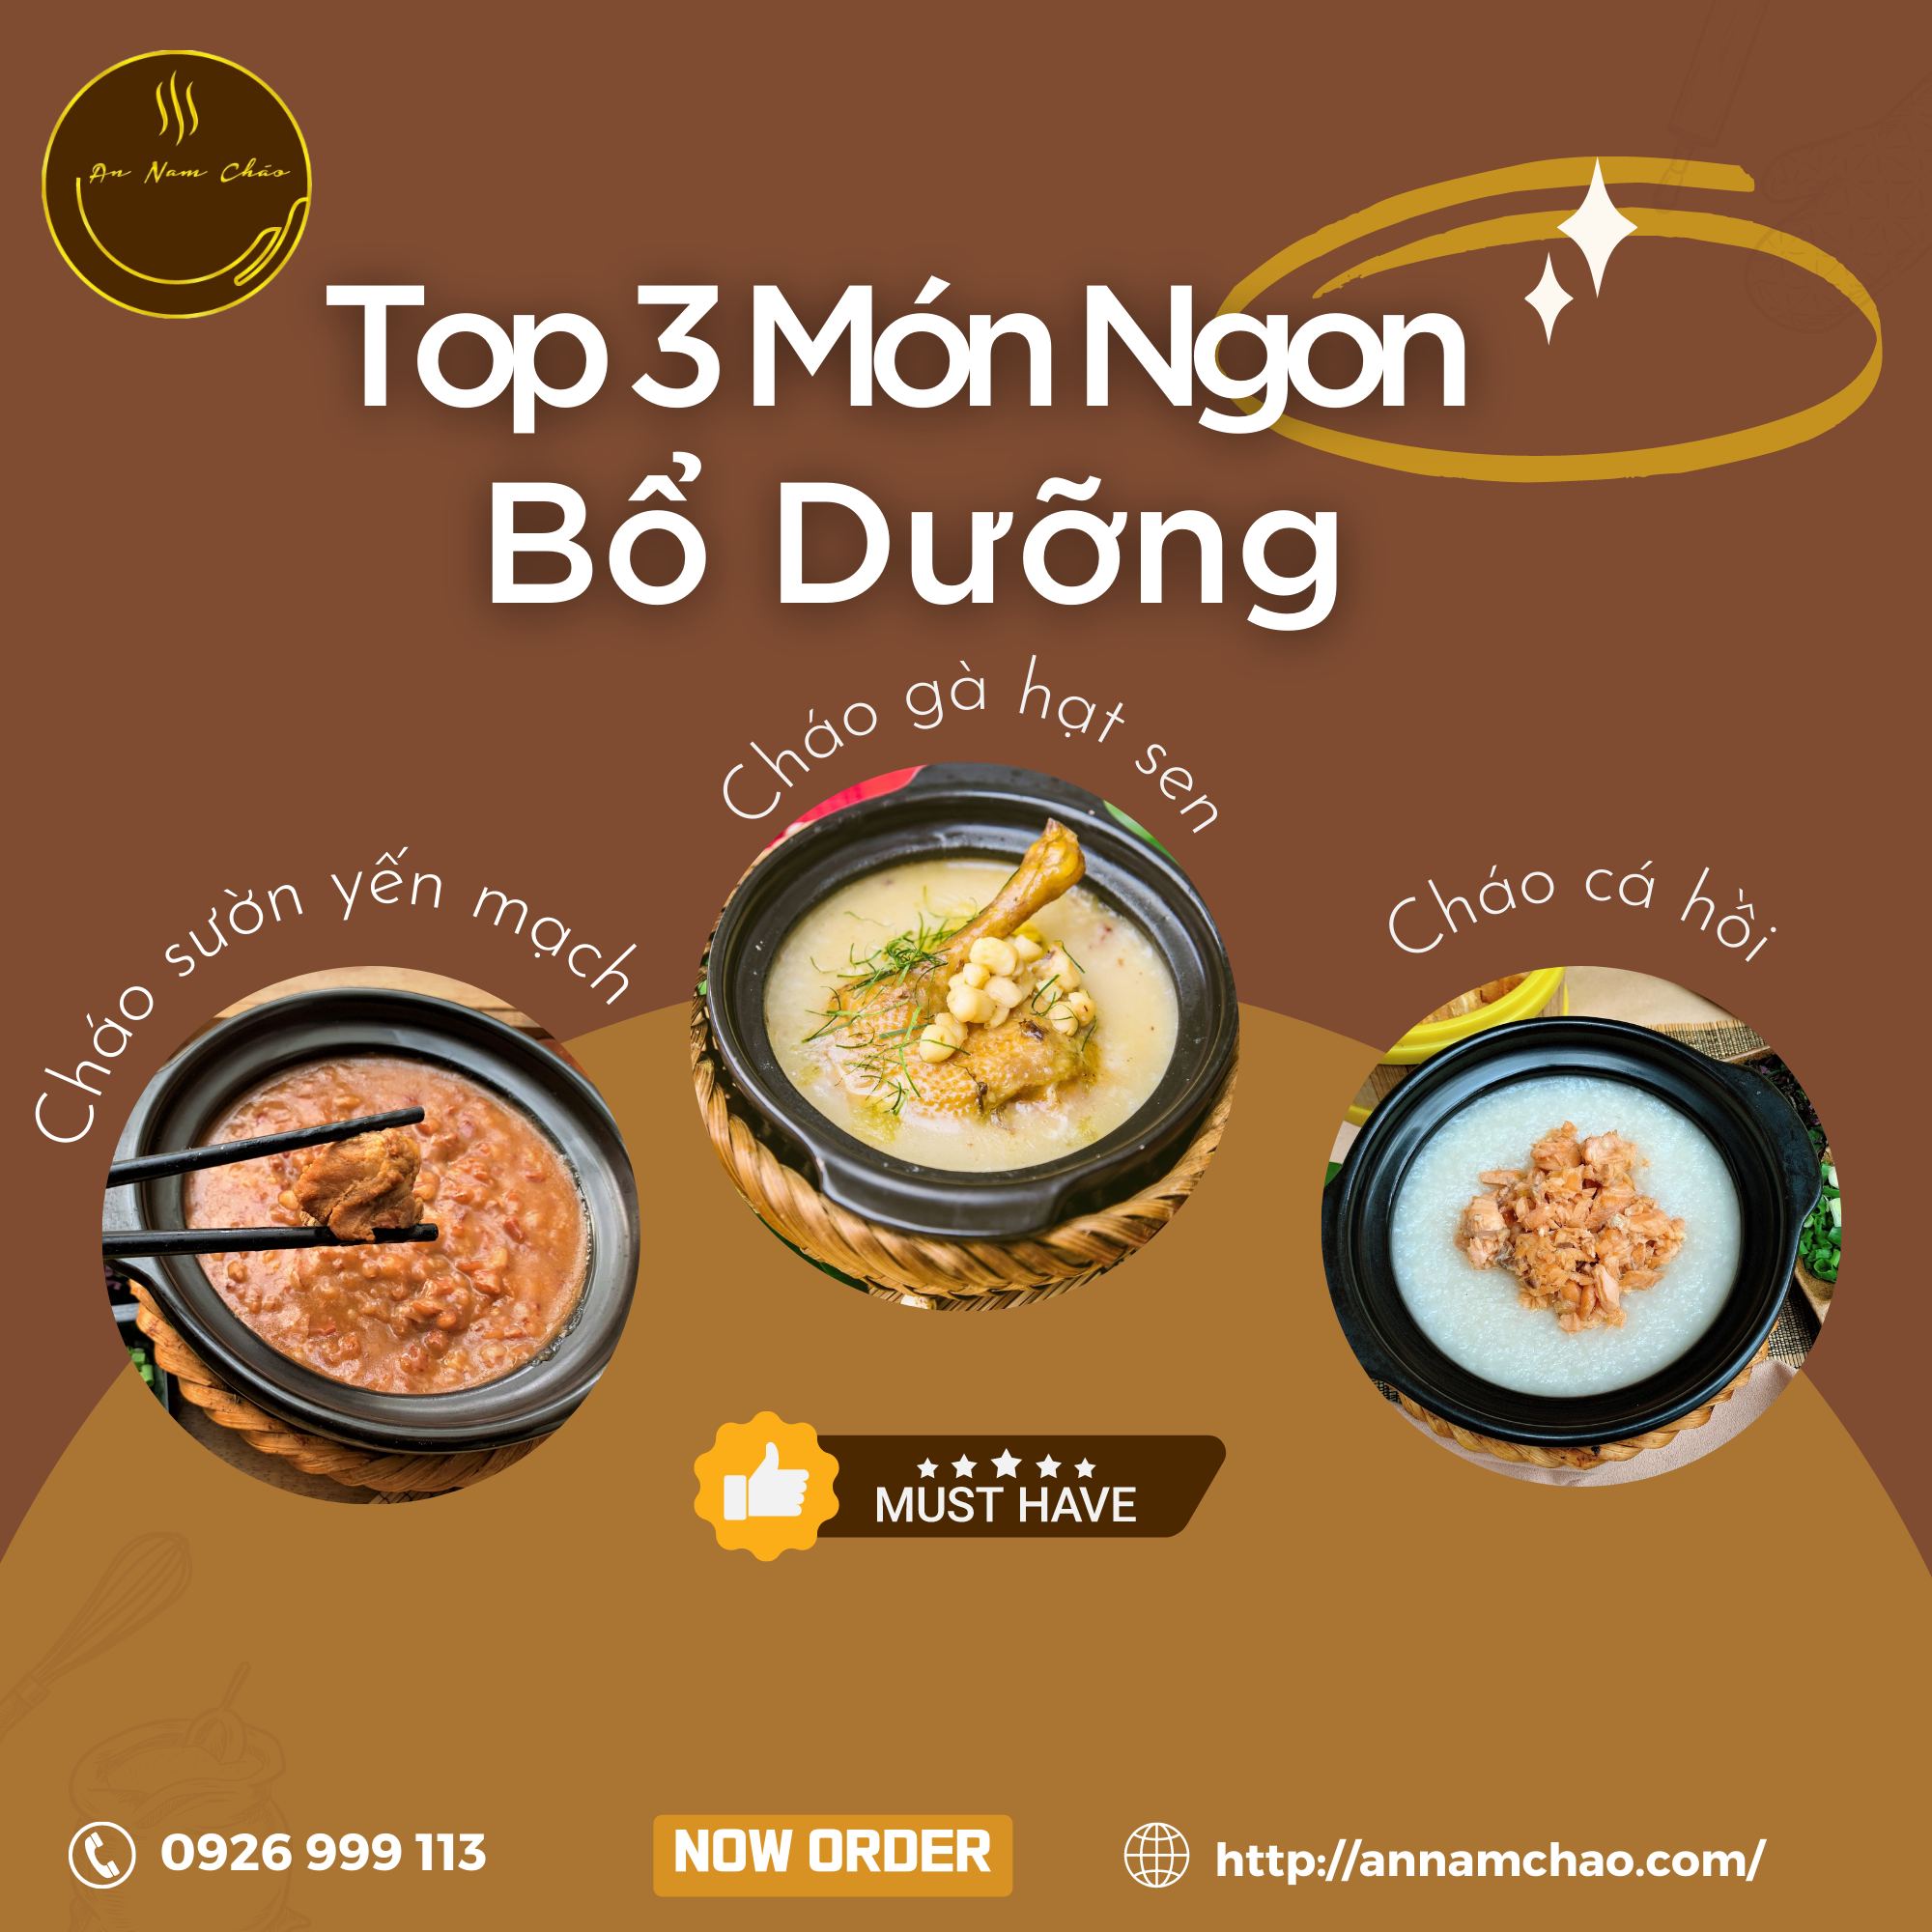 An Nam Cháo
Top 3 Món Ngon
Bổ Dưỡng
Cháo gà hạt sen
Cháo sườn yến mạch
Cháo cá hồi
MUST HAVE
0926 999 113
NOW ORDER
http://annamchao.com/